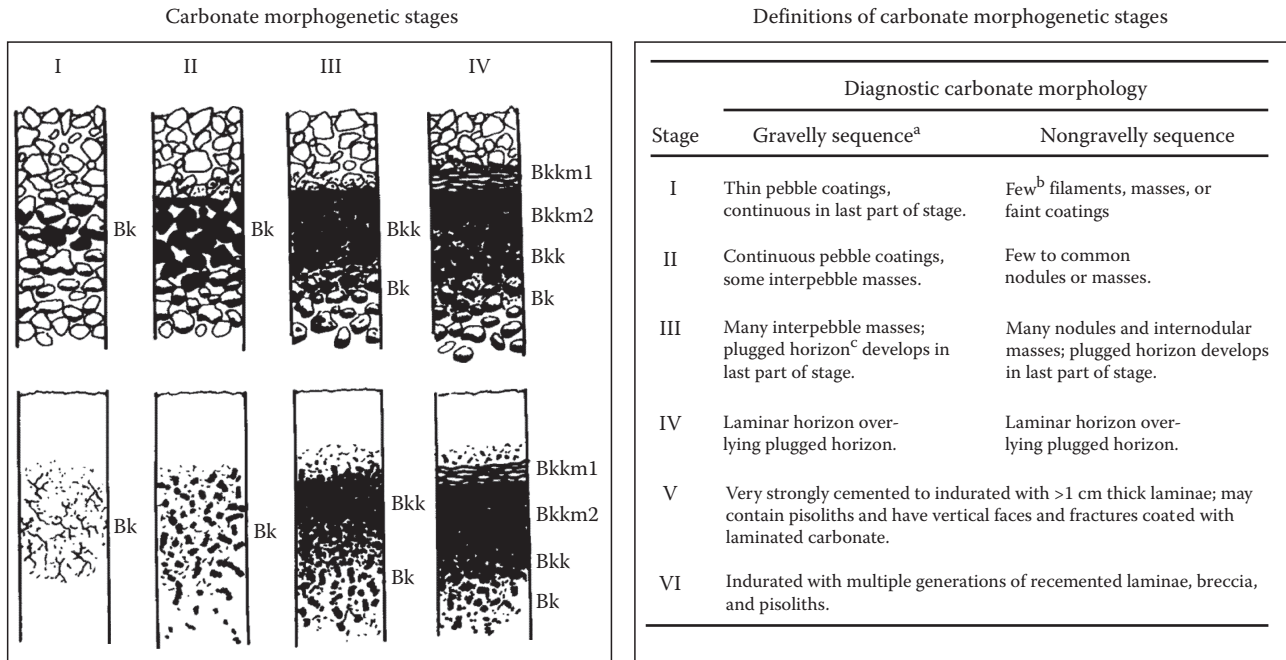 Carbonate morphogenetic stages
I II III IV
Bk
Bk
Bkk
Bk
Bkkm1
Bkkm2
Bkk
Bk
Bk
Bk
Bkk
Bk
Bkkm1
Bkkm2
Bkk
Bk
Definitions of carbonate morphogenetic stages
Diagnostic carbonate morphology
Stage Gravelly sequenceᵃ Nongravelly sequence
I Thin pebble coatings, Fewᵇ filaments, masses, or
continuous in last part of stage. faint coatings
II Continuous pebble coatings, Few to common
some interpebble masses. nodules or masses.
III Many interpebble masses; Many nodules and internodular
plugged horizonᶜ develops in masses; plugged horizon develops
last part of stage. in last part of stage.
IV Laminar horizon over- Laminar horizon over-
lying plugged horizon. lying plugged horizon.
V Very strongly cemented to indurated with >1 cm thick laminae; may
contain pisoliths and have vertical faces and fractures coated with
laminated carbonate.
VI Indurated with multiple generations of recemented laminae, breccia,
and pisoliths.